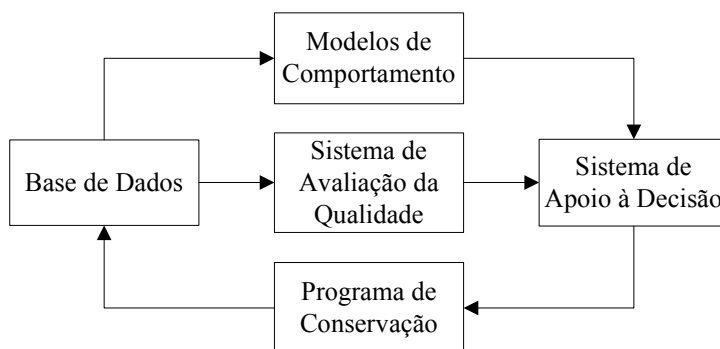 Modelos de
Comportamento
Base de Dados
Sistema de
Avaliação da
Qualidade
Sistema de
Apoio à Decisão
Programa de
Conservação